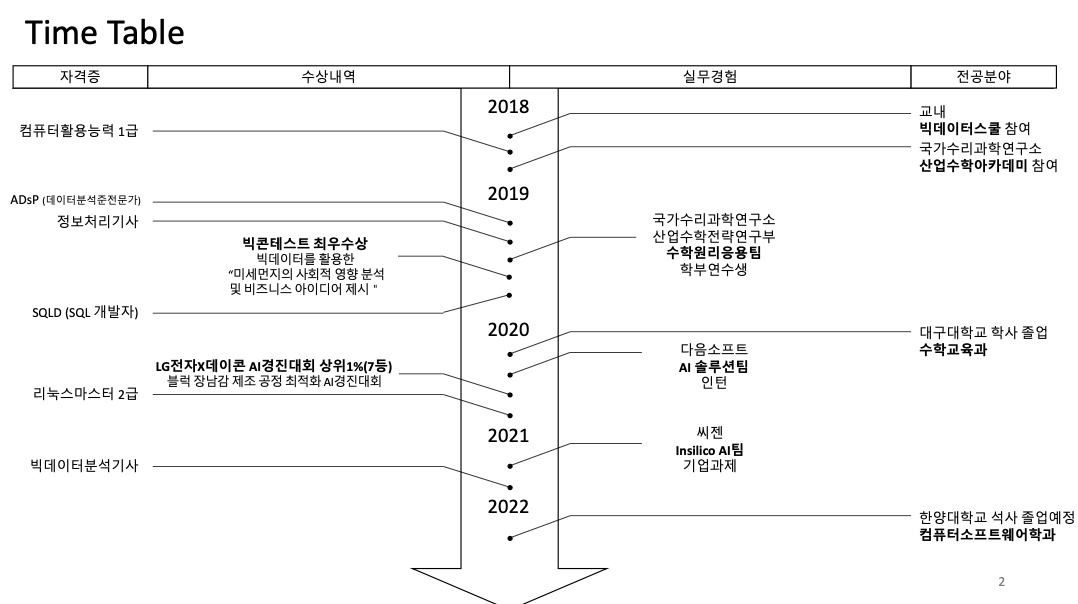 Time Table
자격증 수상내역 실무경험 전공분야
2018
교내
빅데이터스쿨 참여
컴퓨터활용능력 1급
국가수리과학연구소
산업수학아카데미 참여
2019
ADsP (데이터분석준전문가)
정보처리기사
국가수리과학연구소
산업수학전략연구부
수학원리응용팀
학부연수생
빅콘테스트 최우수상
빅데이터를 활용한
“미세먼지의 사회적 영향 분석
및 비즈니스 아이디어 제시 "
SQLD (SQL 개발자)
2020
대구대학교 학사 졸업
수학교육과
다음소프트
AI 솔루션팀
인턴
LG전자X데이콘 AI경진대회 상위1%(7등)
블럭 장난감 제조 공정 최적화 AI경진대회
리눅스마스터 2급
2021
씨젠
Insilico AI팀
기업과제
빅데이터분석기사
2022
한양대학교 석사 졸업예정
컴퓨터소프트웨어학과
2